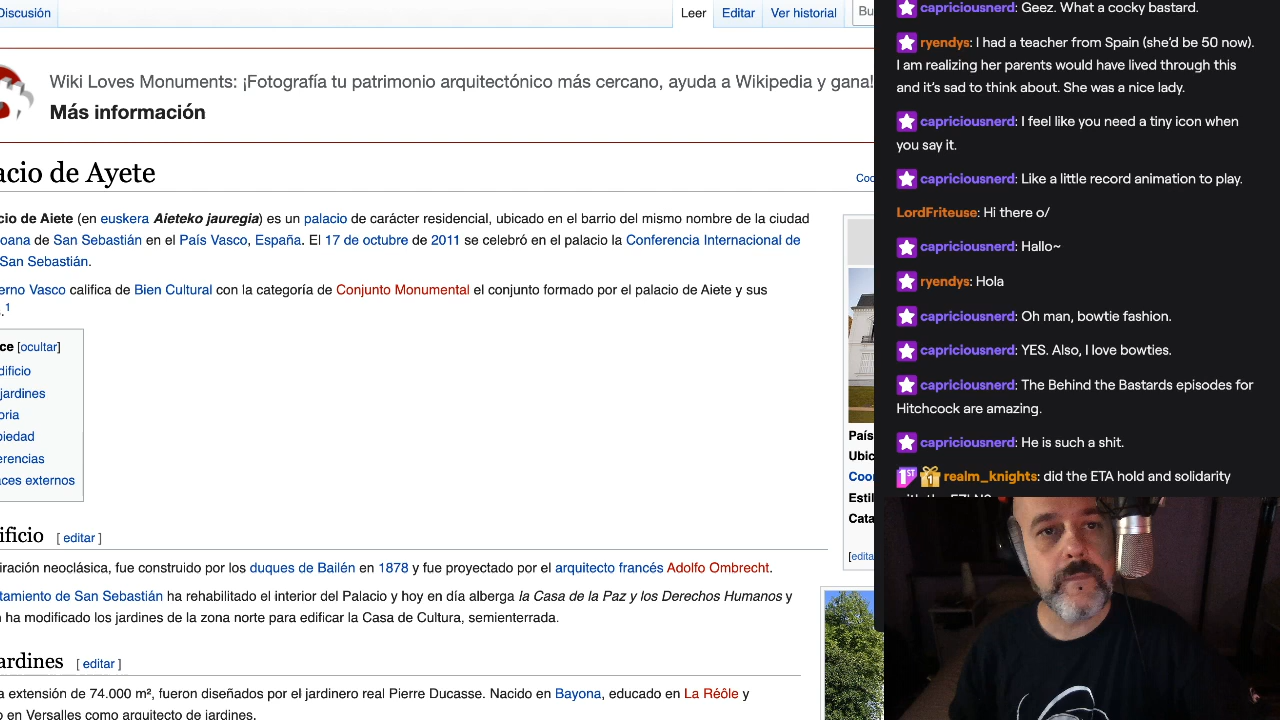 Discusión
Leer Editar Ver historial Bu
Wiki Loves Monuments: ¡Fotografía tu patrimonio arquitectónico más cercano, ayuda a Wikipedia y gana!
Más información
acio de Ayete
Coo
cio de Aiete (en euskera Aieteko jauregia) es un palacio de carácter residencial, ubicado en el barrio del mismo nombre de la ciudad
oana de San Sebastián en el País Vasco, España. El 17 de octubre de 2011 se celebró en el palacio la Conferencia Internacional de
San Sebastián.
erno Vasco califica de Bien Cultural con la categoría de Conjunto Monumental el conjunto formado por el palacio de Aiete y sus
.1
ce [ocultar]
dificio
jardines
oria
piedad
erencias
aces externos
País
Ubic
Coo
Estil
Cata
[edita
ificio [ editar ]
iración neoclásica, fue construido por los duques de Bailén en 1878 y fue proyectado por el arquitecto francés Adolfo Ombrecht.
tamiento de San Sebastián ha rehabilitado el interior del Palacio y hoy en día alberga la Casa de la Paz y los Derechos Humanos y
ha modificado los jardines de la zona norte para edificar la Casa de Cultura, semienterrada.
ardines [ editar ]
a extensión de 74.000 m², fueron diseñados por el jardinero real Pierre Ducasse. Nacido en Bayona, educado en La Réôle y
o en Versalles como arquitecto de jardines.
capriciousnerd: Geez. What a cocky bastard.
ryendys: I had a teacher from Spain (she'd be 50 now).
I am realizing her parents would have lived through this
and it's sad to think about. She was a nice lady.
capriciousnerd: I feel like you need a tiny icon when
you say it.
capriciousnerd: Like a little record animation to play.
LordFriteuse: Hi there o/
capriciousnerd: Hallo~
ryendys: Hola
capriciousnerd: Oh man, bowtie fashion.
capriciousnerd: YES. Also, I love bowties.
capriciousnerd: The Behind the Bastards episodes for
Hitchcock are amazing.
capriciousnerd: He is such a shit.
1ST 1 realm_knights: did the ETA hold and solidarity